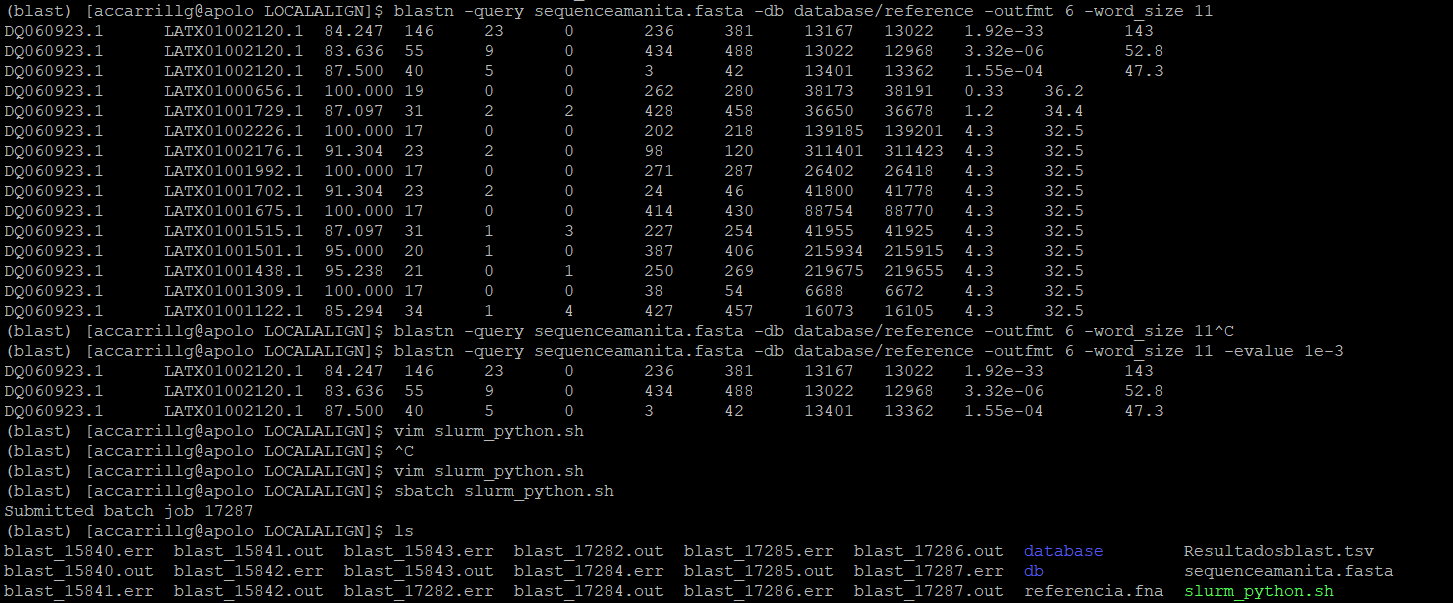 (blast) [accarrillg@apolo LOCALALIGN]$ blastn -query sequenceamanita.fasta -db database/reference -outfmt 6 -word_size 11
DQ060923.1 LATX01002120.1 84.247 146 23 0 236 381 13167 13022 1.92e-33 143
DQ060923.1 LATX01002120.1 83.636 55 9 0 434 488 13022 12968 3.32e-06 52.8
DQ060923.1 LATX01002120.1 87.500 40 5 0 3 42 13401 13362 1.55e-04 47.3
DQ060923.1 LATX01000656.1 100.000 19 0 0 262 280 38173 38191 0.33 36.2
DQ060923.1 LATX01001729.1 87.097 31 2 2 428 458 36650 36678 1.2 34.4
DQ060923.1 LATX01002226.1 100.000 17 0 0 202 218 139185 139201 4.3 32.5
DQ060923.1 LATX01002176.1 91.304 23 2 0 98 120 311401 311423 4.3 32.5
DQ060923.1 LATX01001992.1 100.000 17 0 0 271 287 26402 26418 4.3 32.5
DQ060923.1 LATX01001702.1 91.304 23 2 0 24 46 41800 41778 4.3 32.5
DQ060923.1 LATX01001675.1 100.000 17 0 0 414 430 88754 88770 4.3 32.5
DQ060923.1 LATX01001515.1 87.097 31 1 3 227 254 41955 41925 4.3 32.5
DQ060923.1 LATX01001501.1 95.000 20 1 0 387 406 215934 215915 4.3 32.5
DQ060923.1 LATX01001438.1 95.238 21 0 1 250 269 219675 219655 4.3 32.5
DQ060923.1 LATX01001309.1 100.000 17 0 0 38 54 6688 6672 4.3 32.5
DQ060923.1 LATX01001122.1 85.294 34 1 4 427 457 16073 16105 4.3 32.5
(blast) [accarrillg@apolo LOCALALIGN]$ blastn -query sequenceamanita.fasta -db database/reference -outfmt 6 -word_size 11^C
(blast) [accarrillg@apolo LOCALALIGN]$ blastn -query sequenceamanita.fasta -db database/reference -outfmt 6 -word_size 11 -evalue 1e-3
DQ060923.1 LATX01002120.1 84.247 146 23 0 236 381 13167 13022 1.92e-33 143
DQ060923.1 LATX01002120.1 83.636 55 9 0 434 488 13022 12968 3.32e-06 52.8
DQ060923.1 LATX01002120.1 87.500 40 5 0 3 42 13401 13362 1.55e-04 47.3
(blast) [accarrillg@apolo LOCALALIGN]$ vim slurm_python.sh
(blast) [accarrillg@apolo LOCALALIGN]$ ^C
(blast) [accarrillg@apolo LOCALALIGN]$ vim slurm_python.sh
(blast) [accarrillg@apolo LOCALALIGN]$ sbatch slurm_python.sh
Submitted batch job 17287
(blast) [accarrillg@apolo LOCALALIGN]$ ls
blast_15840.err blast_15841.out blast_15843.err blast_17282.out blast_17285.err blast_17286.out database Resultadosblast.tsv
blast_15840.out blast_15842.err blast_15843.out blast_17284.err blast_17285.out blast_17287.err db sequenceamanita.fasta
blast_15841.err blast_15842.out blast_17282.err blast_17284.out blast_17286.err blast_17287.out referencia.fna slurm_python.sh